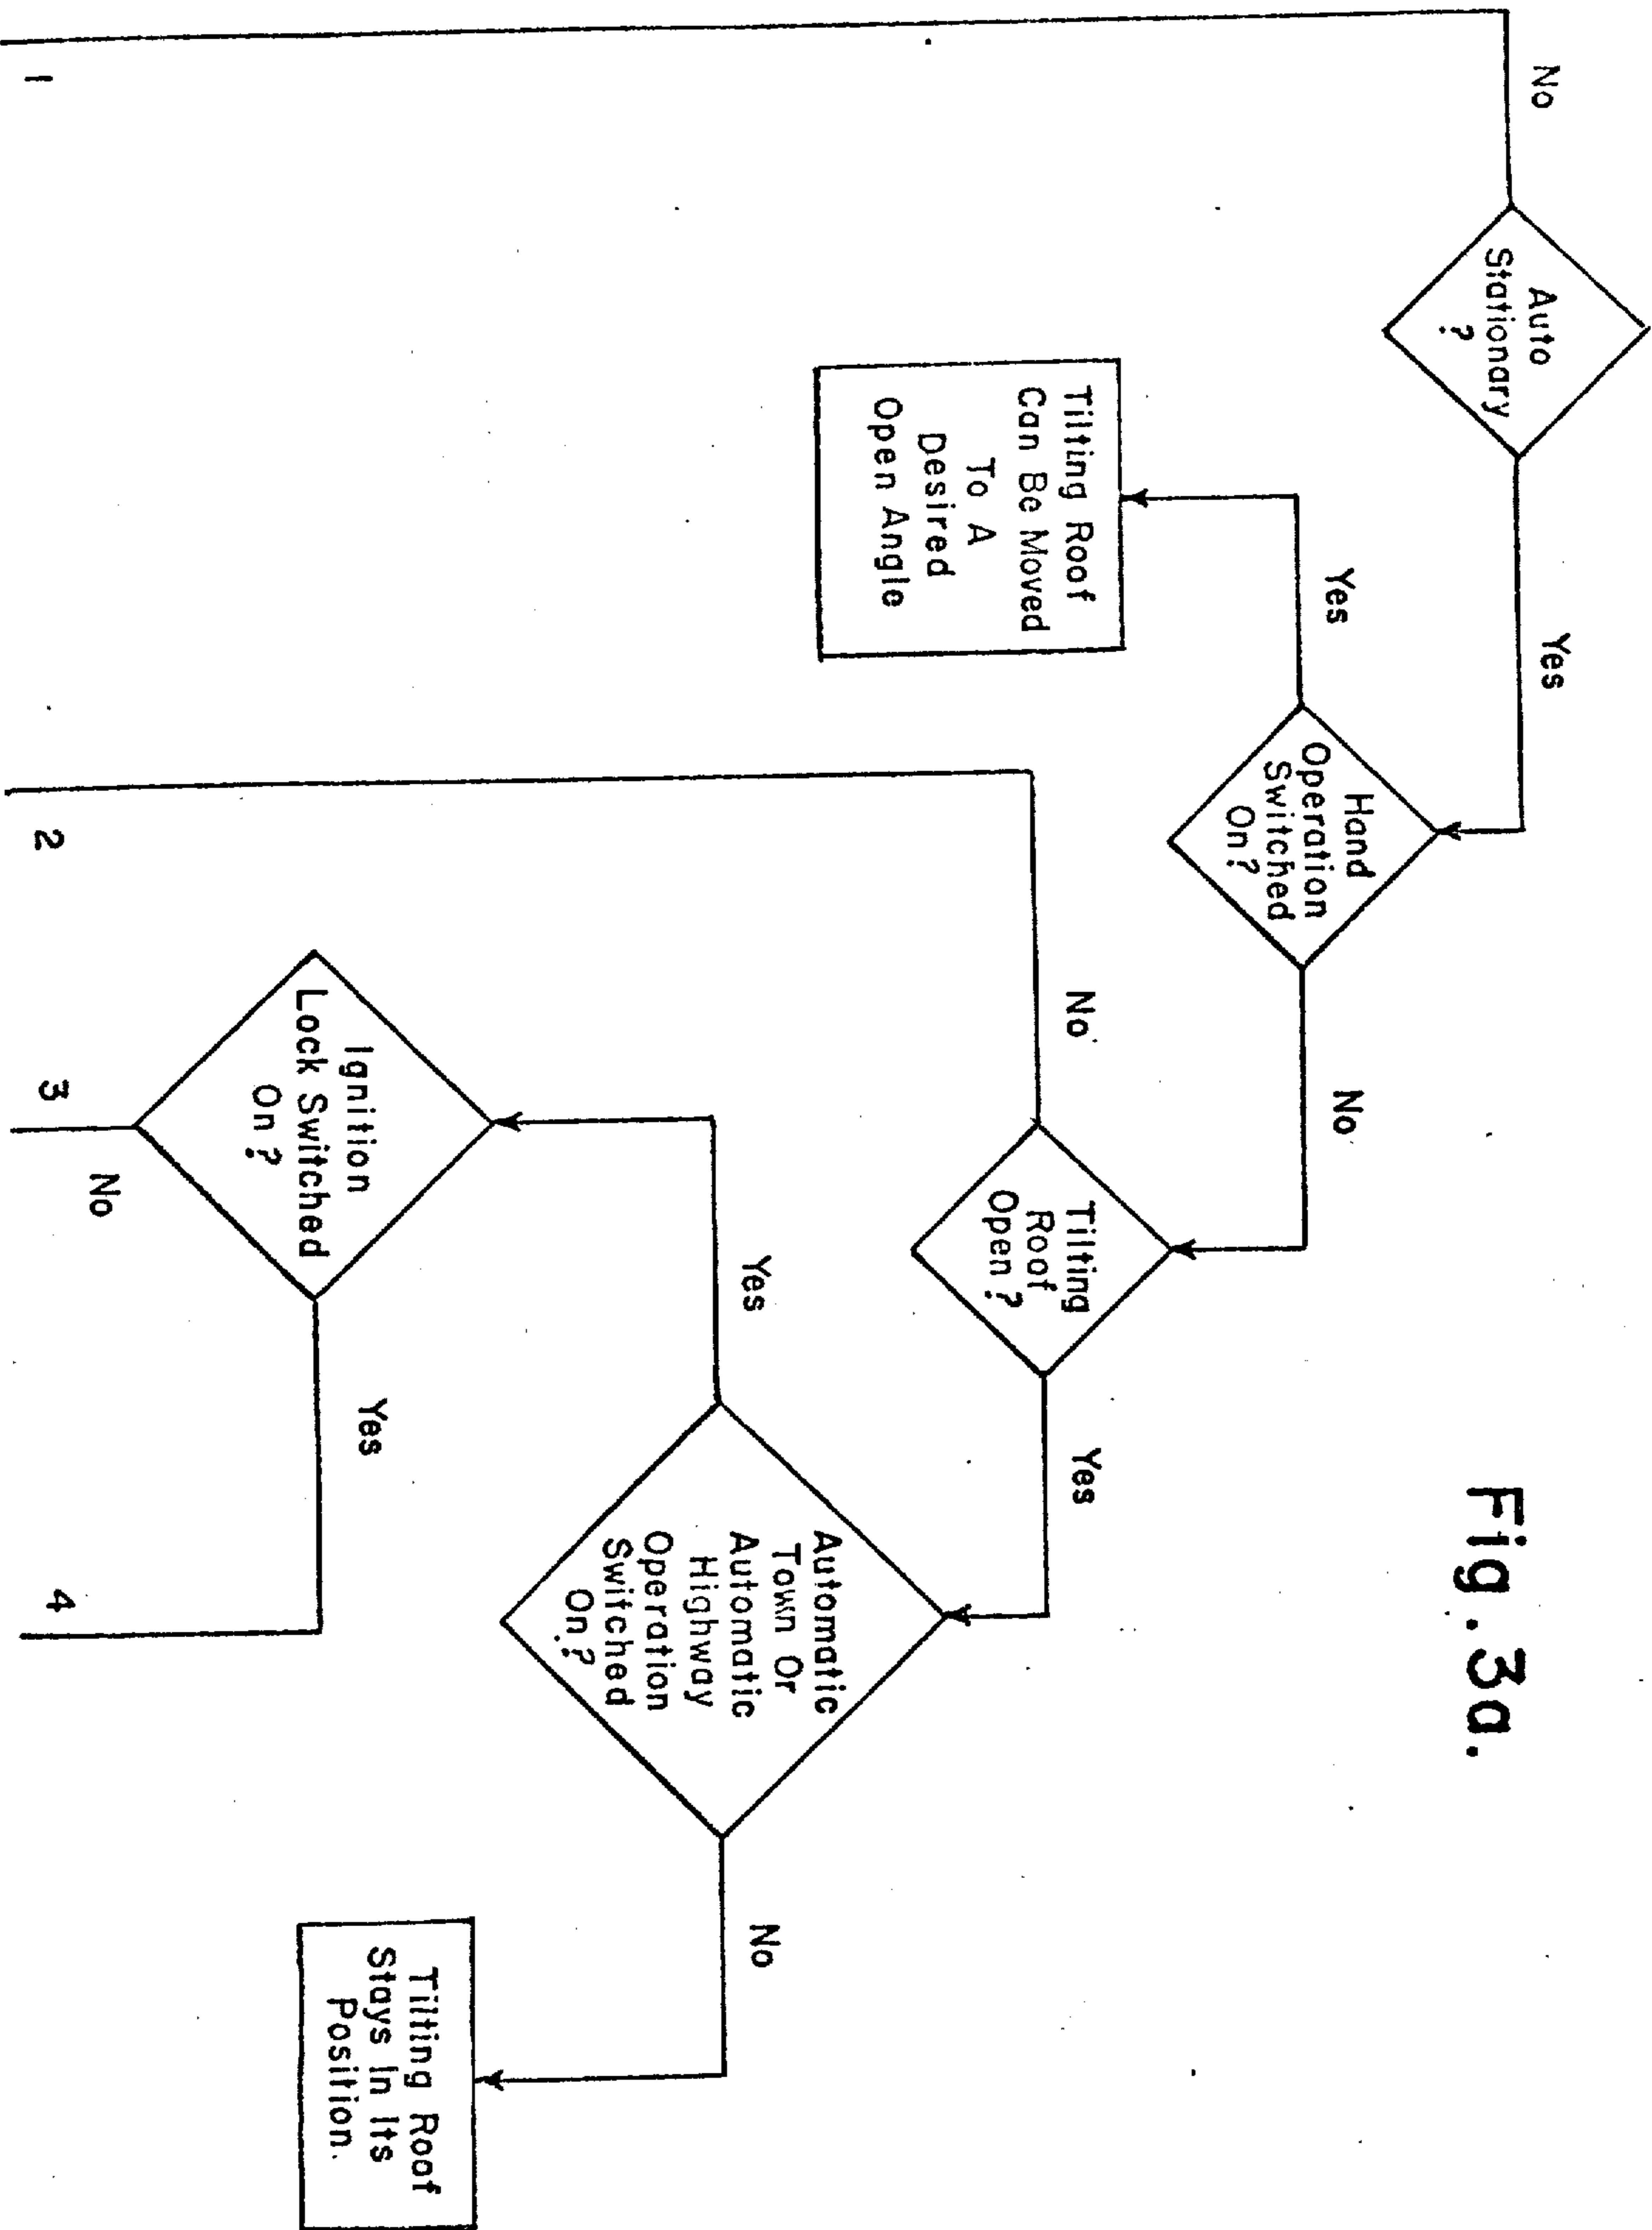 Fig.3a.
No
Auto
Stationary
?
Yes
Tilting Roof
Can Be Moved
To A
Desired
Open Angle
Yes
Hand
Operation
Switched
On?
No
No
Tilting
Roof
Open?
Yes
Yes
Automatic
Town Or
Automatic
Highway
Operation
Switched
On?
No
Ignition
Lock Switched
On?
Yes
No
Tilting Roof
Stays In Its
Position.
1
2
3
4